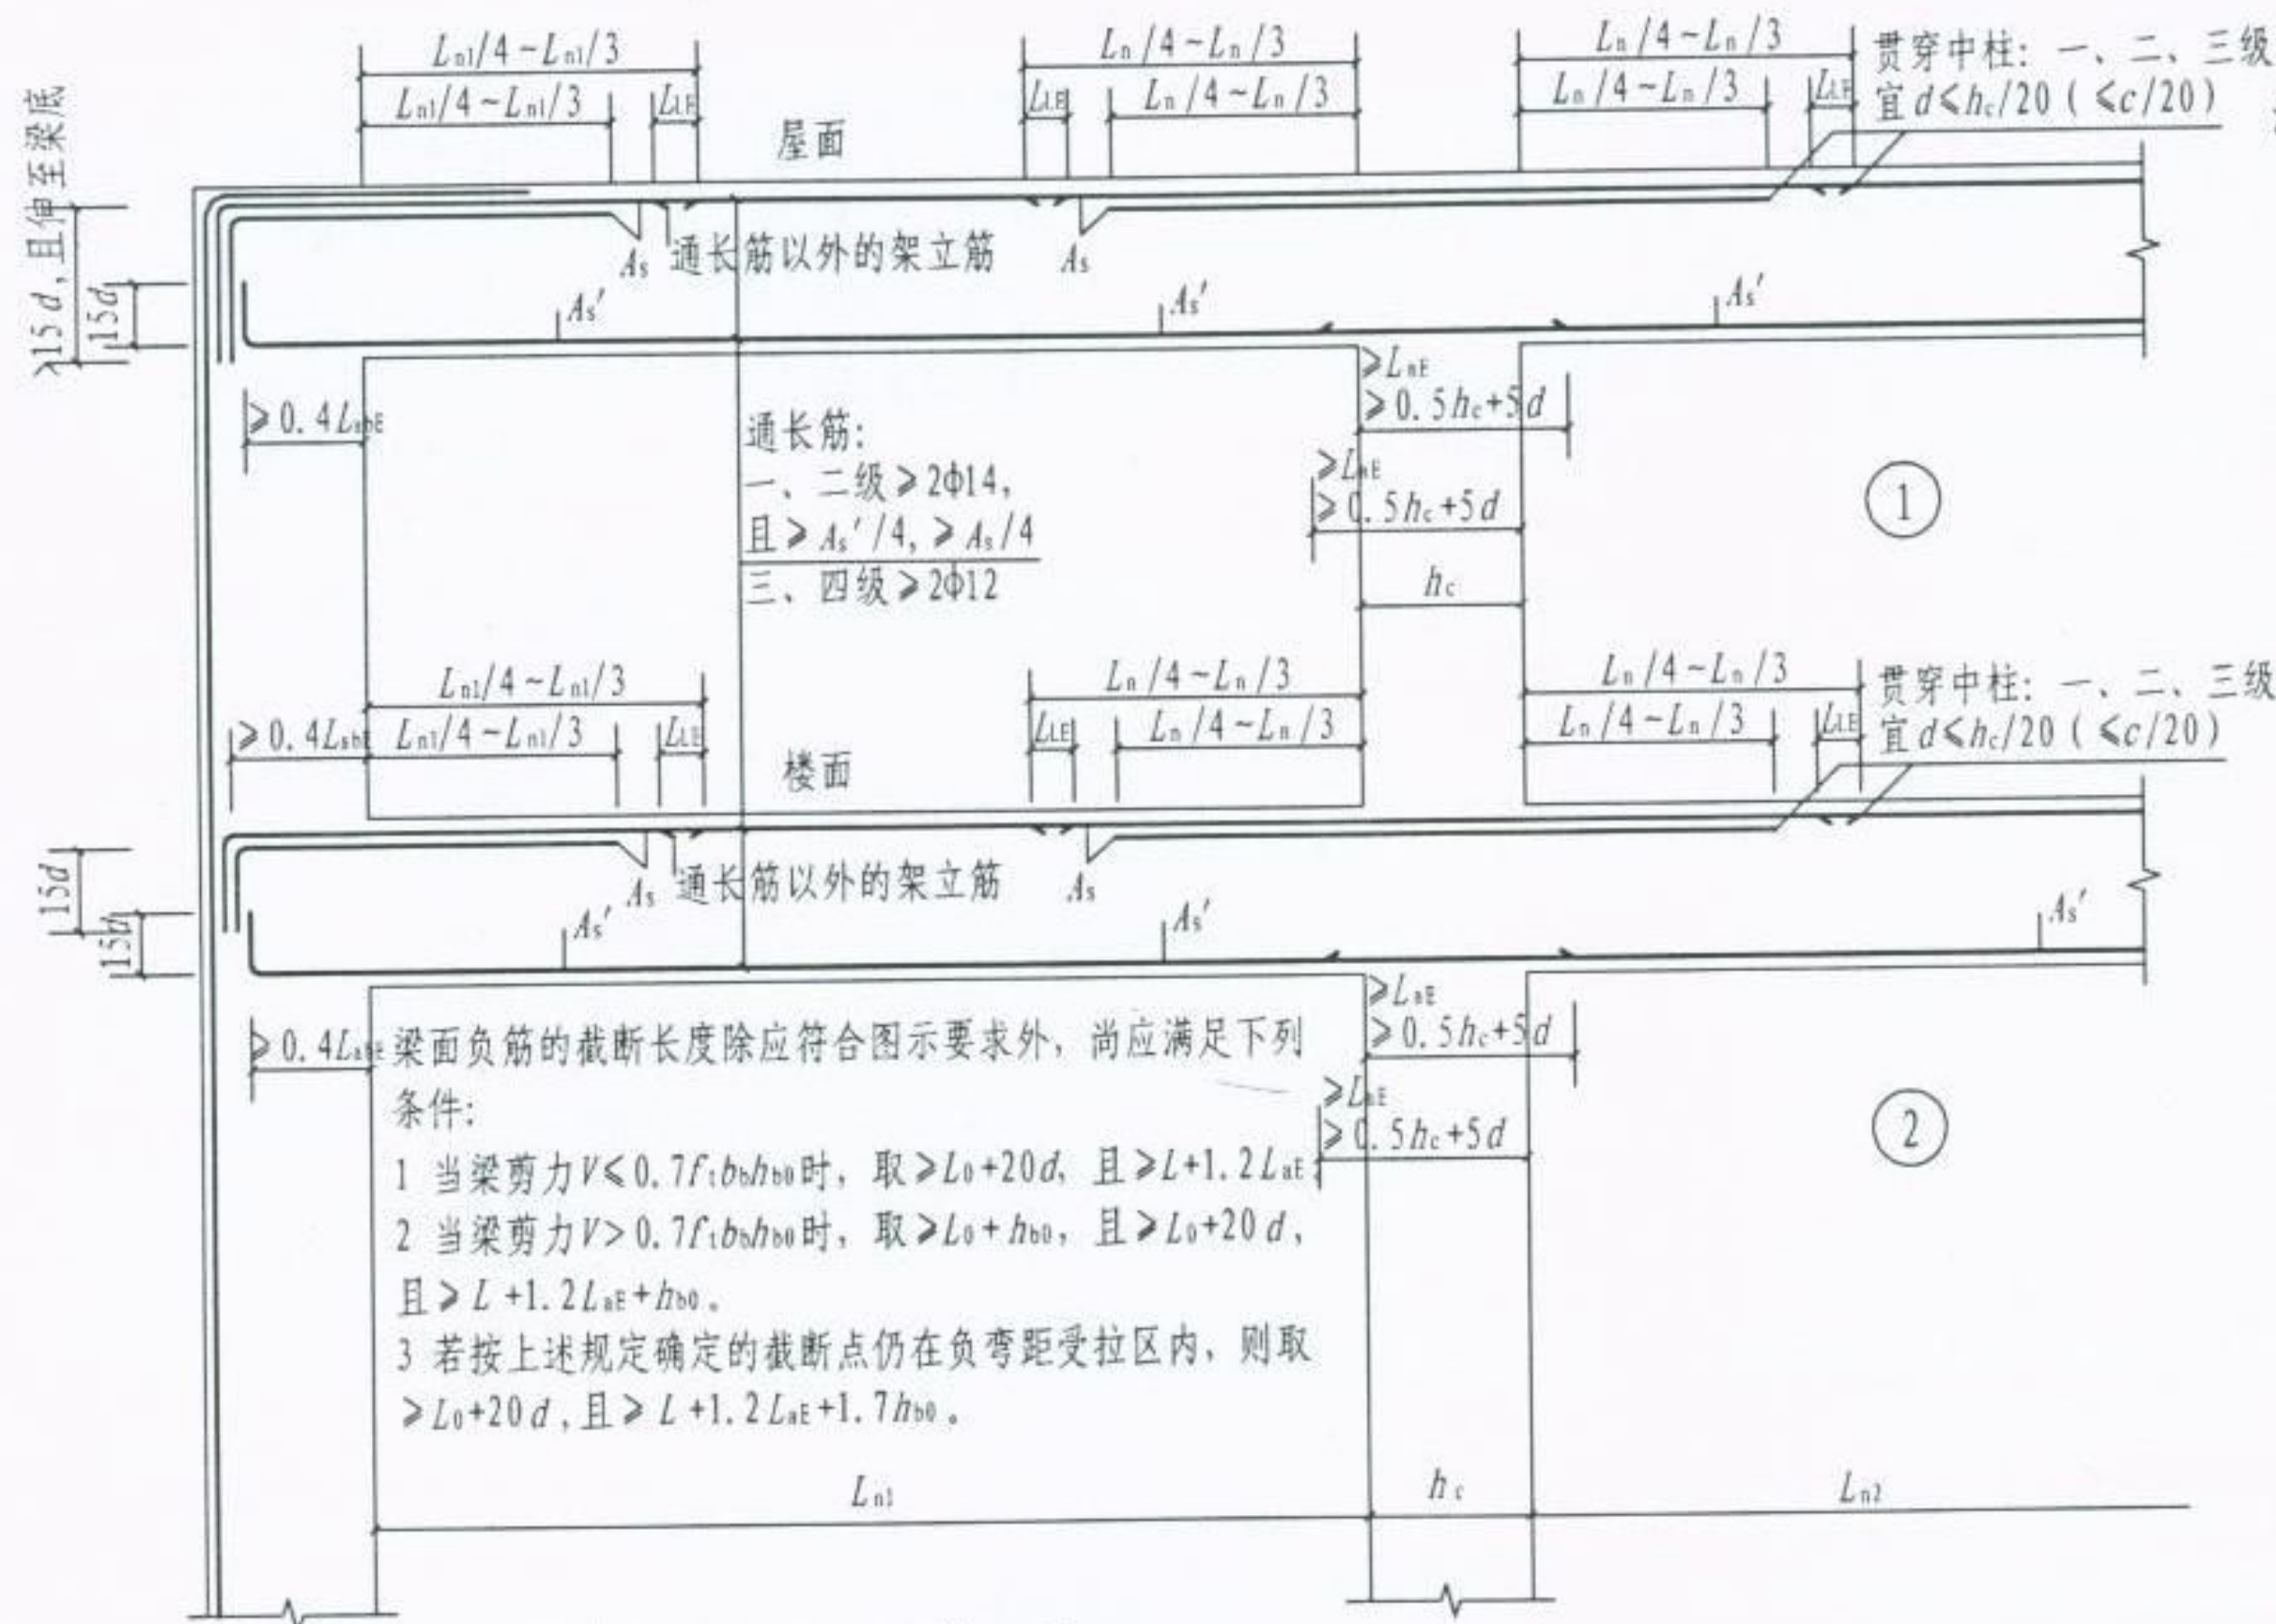 Ln1/4~Ln1/3
Ln/4~Ln/3
Ln/4~Ln/3
贯穿中柱：一、二、三级
宜d≤hc/20（≤c/20）
Ln1/4~Ln1/3
LlE
LlE
Ln/4~Ln/3
Ln/4~Ln/3
LlE
屋面
≥15d,且伸至梁底
15d
As
通长筋以外的架立筋
As
As'
As'
As'
≥0.4LabE
≥LaE
≥0.5hc+5d
通长筋：
一、二级≥2Φ14，
且≥As'/4，≥As/4
三、四级≥2Φ12
≥LaE
≥0.5hc+5d
hc
①
Ln1/4~Ln1/3
Ln/4~Ln/3
Ln/4~Ln/3
贯穿中柱：一、二、三级
宜d≤hc/20（≤c/20）
≥0.4LabE
Ln1/4~Ln1/3
LlE
LlE
Ln/4~Ln/3
Ln/4~Ln/3
LlE
楼面
15d
15d
As
通长筋以外的架立筋
As
As'
As'
As'
≥0.4LabE
≥LaE
≥0.5hc+5d
≥LaE
≥0.5hc+5d
②
梁面负筋的截断长度除应符合图示要求外，尚应满足下列
条件：
1 当梁剪力V≤0.7ftbbhb0时，取≥L0+20d，且≥L+1.2LaE；
2 当梁剪力V>0.7ftbbhb0时，取≥L0+hb0，且≥L0+20d，
且≥L+1.2LaE+hb0。
3 若按上述规定确定的截断点仍在负弯距受拉区内，则取
≥L0+20d,且≥L+1.2LaE+1.7hb0。
Ln1
hc
Ln2